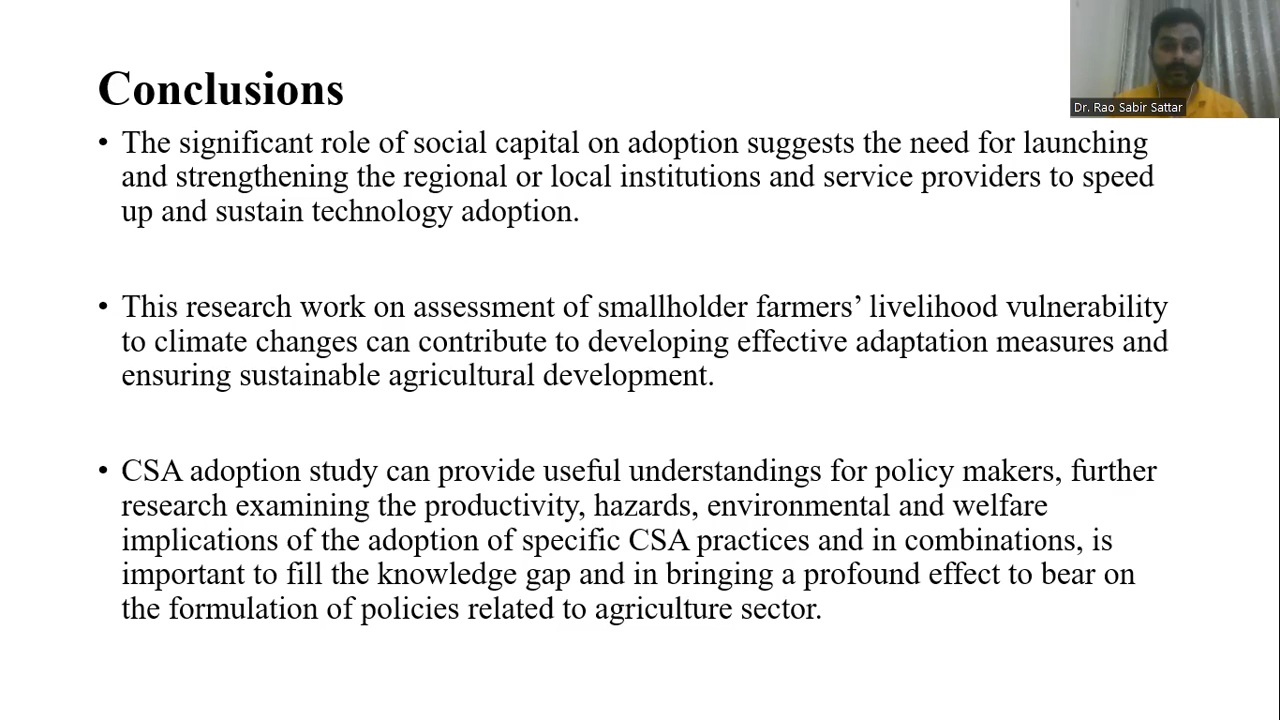 Conclusions
Dr. Rao Sabir Sattar
• The significant role of social capital on adoption suggests the need for launching
and strengthening the regional or local institutions and service providers to speed
up and sustain technology adoption.
• This research work on assessment of smallholder farmers’ livelihood vulnerability
to climate changes can contribute to developing effective adaptation measures and
ensuring sustainable agricultural development.
• CSA adoption study can provide useful understandings for policy makers, further
research examining the productivity, hazards, environmental and welfare
implications of the adoption of specific CSA practices and in combinations, is
important to fill the knowledge gap and in bringing a profound effect to bear on
the formulation of policies related to agriculture sector.